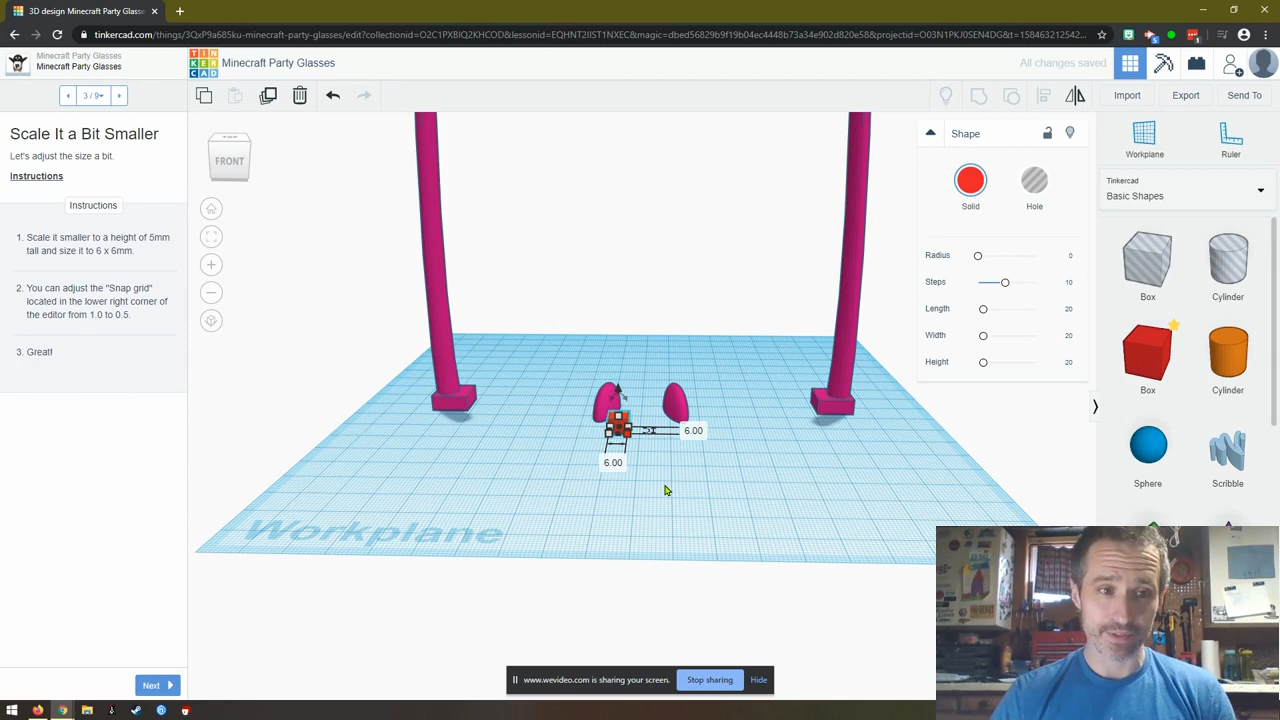 3D design Minecraft Party Glasses
tinkercad.com/things/3QxP9a685ku-minecraft-party-glasses/edit?collectionid=O2C1PXBIQ2KHCOD&lessonid=EQHNT2IIST1NXEC&magic=dbed56829b9f19b04ec4448b73a34e902d820e58&projectid=O03N1PKJ0SEN4DG&t=158463212542...
Minecraft Party Glasses
Minecraft Party Glasses
TIN
KER
CAD
Minecraft Party Glasses
All changes saved
3 / 9
Import
Export
Send To
Scale It a Bit Smaller
Let's adjust the size a bit.
Instructions
Instructions
1. Scale it smaller to a height of 5mm
tall and size it to 6 x 6mm.
2. You can adjust the "Snap grid"
located in the lower right corner of
the editor from 1.0 to 0.5.
3. Great!
Next
TOP
FRONT
Workplane
6.00
6.00
Shape
Solid
Hole
Radius
0
Steps
10
Length
20
Width
20
Height
20
Workplane
Ruler
Tinkercad
Basic Shapes
Box
Cylinder
Box
Cylinder
Sphere
Scribble
www.wevideo.com is sharing your screen.
Stop sharing
Hide